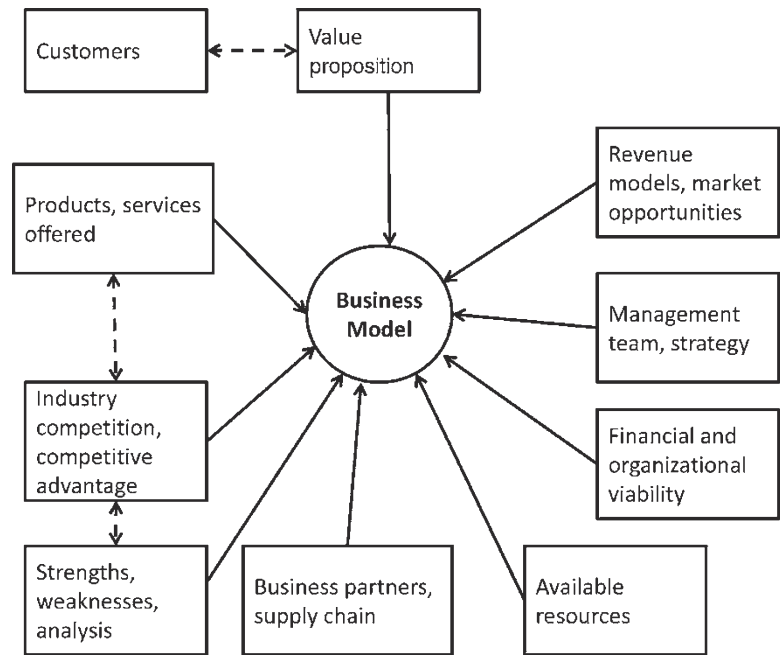 Customers
Value
proposition
Revenue
models, market
opportunities
Products, services
offered
Business
Model
Management
team, strategy
Industry
competition,
competitive
advantage
Financial and
organizational
viability
Strengths,
weaknesses,
analysis
Business partners,
supply chain
Available
resources